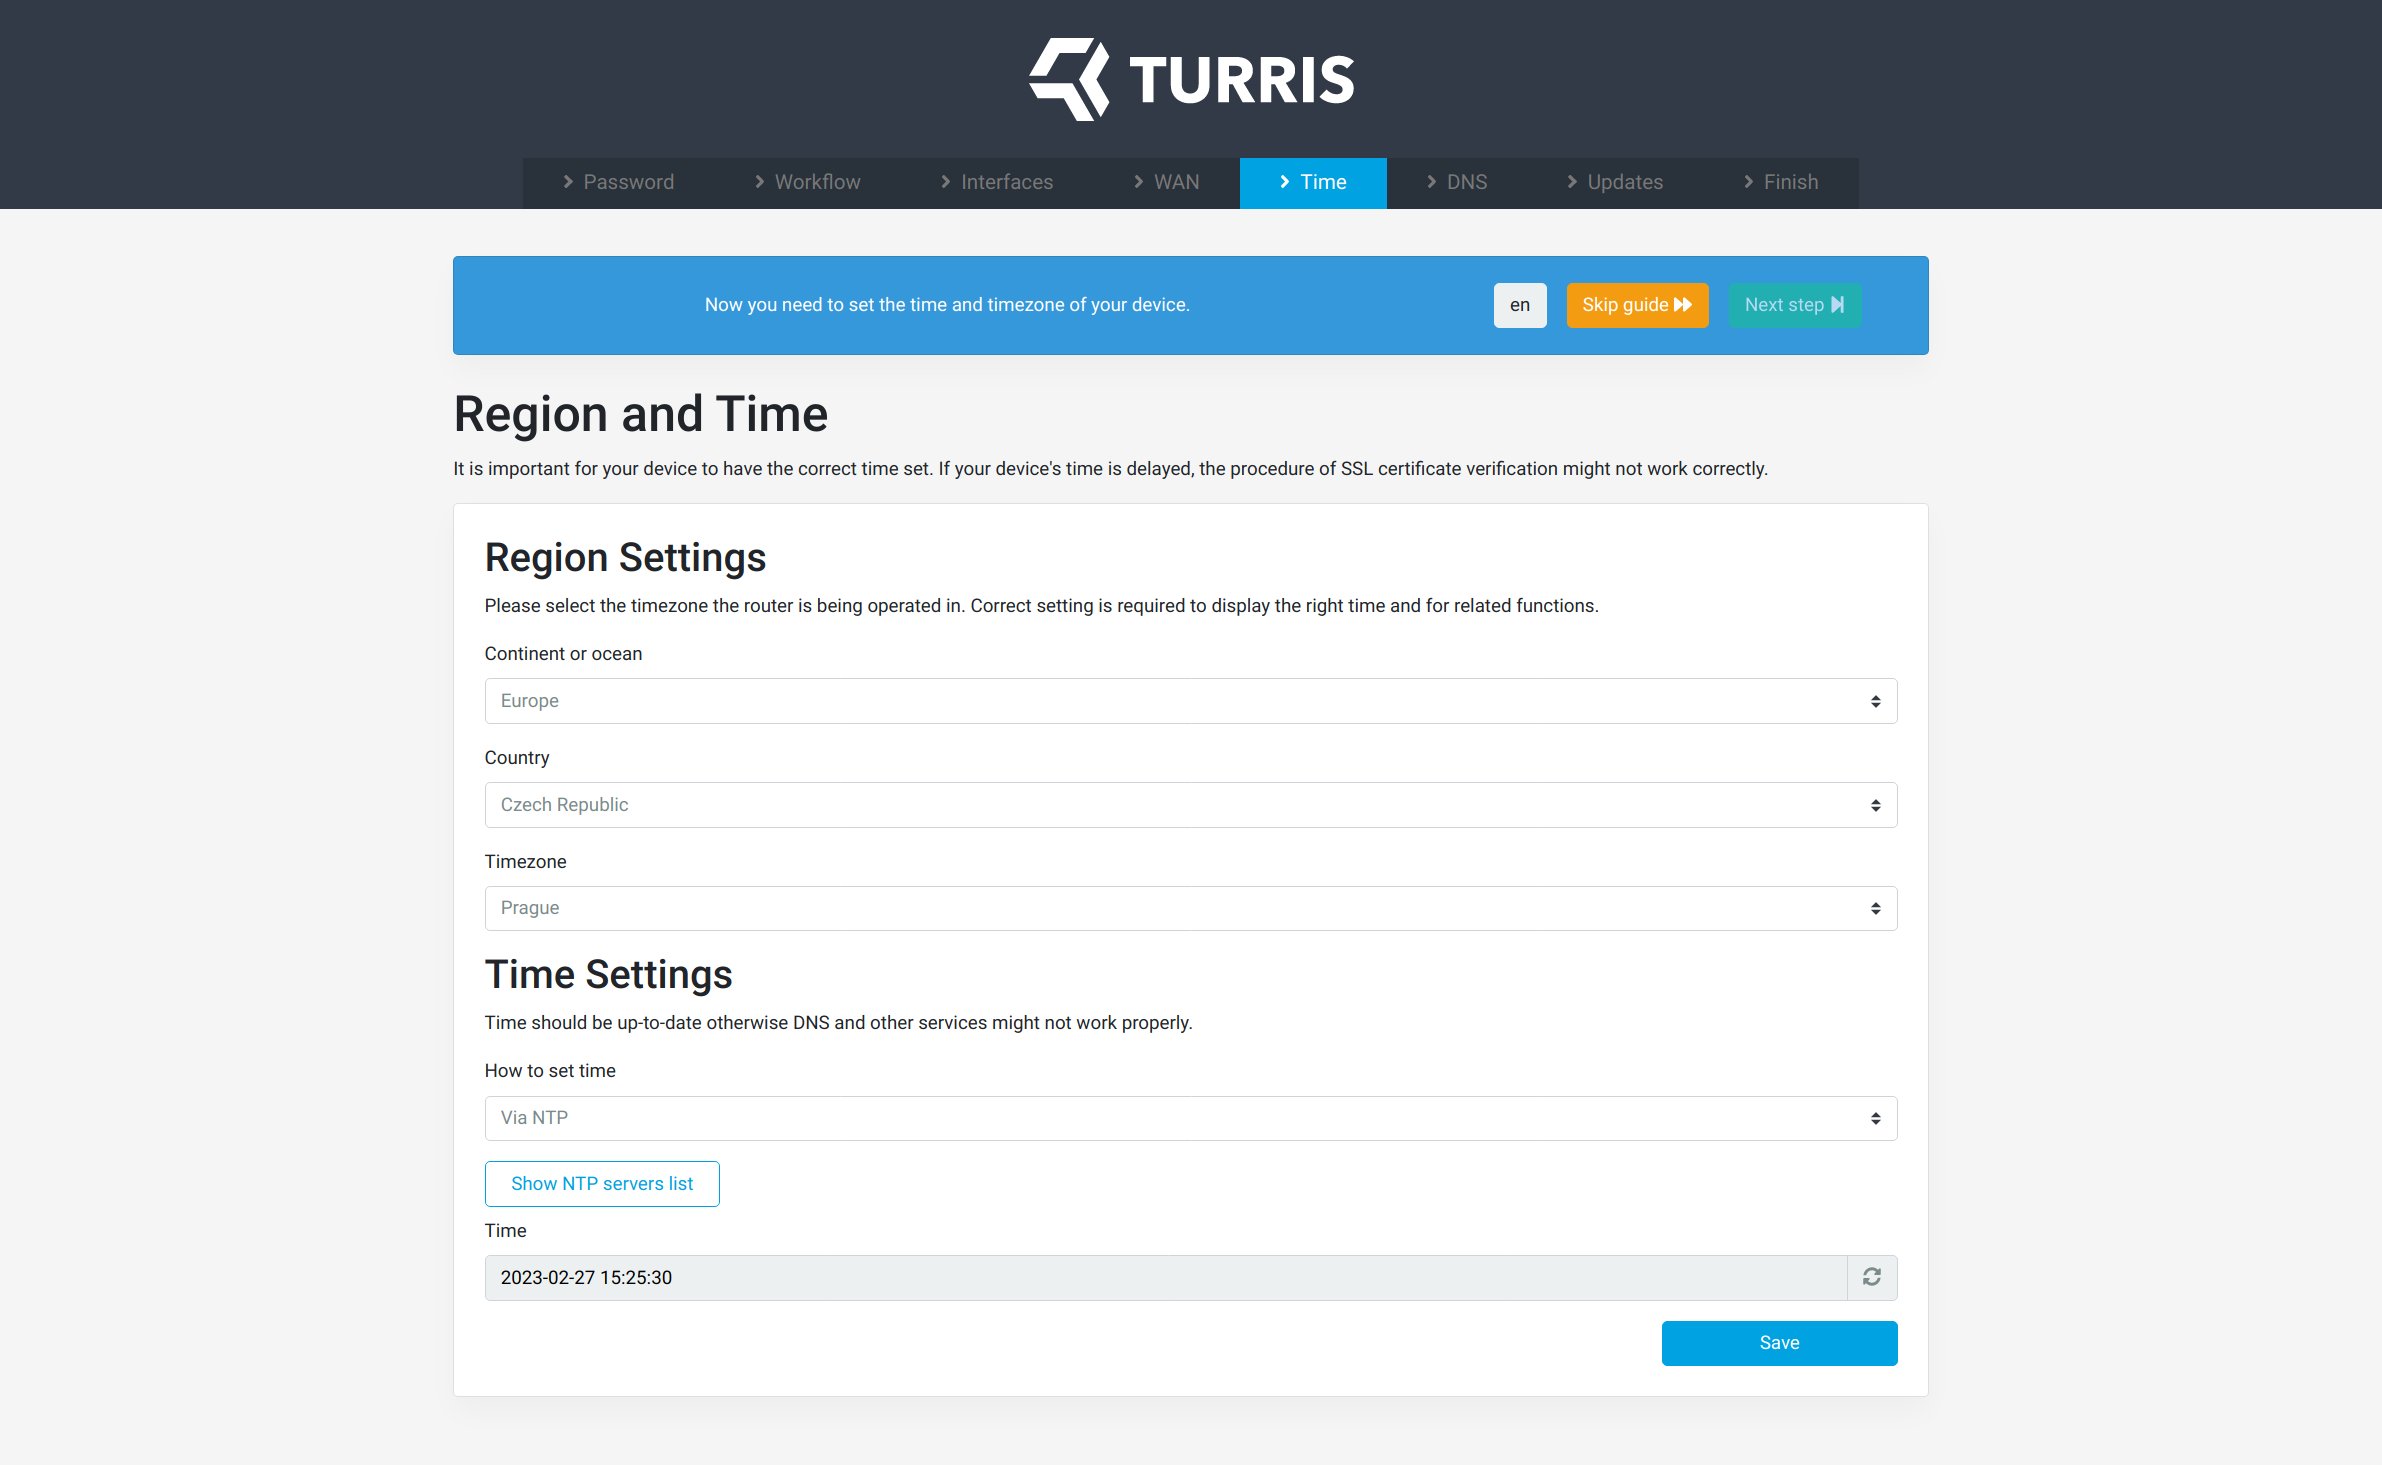 TURRIS
Password Workflow Interfaces WAN Time DNS Updates Finish
Now you need to set the time and timezone of your device. en Skip guide Next step
Region and Time
It is important for your device to have the correct time set. If your device's time is delayed, the procedure of SSL certificate verification might not work correctly.
Region Settings
Please select the timezone the router is being operated in. Correct setting is required to display the right time and for related functions.
Continent or ocean
Europe
Country
Czech Republic
Timezone
Prague
Time Settings
Time should be up-to-date otherwise DNS and other services might not work properly.
How to set time
Via NTP
Show NTP servers list
Time
2023-02-27 15:25:30
Save